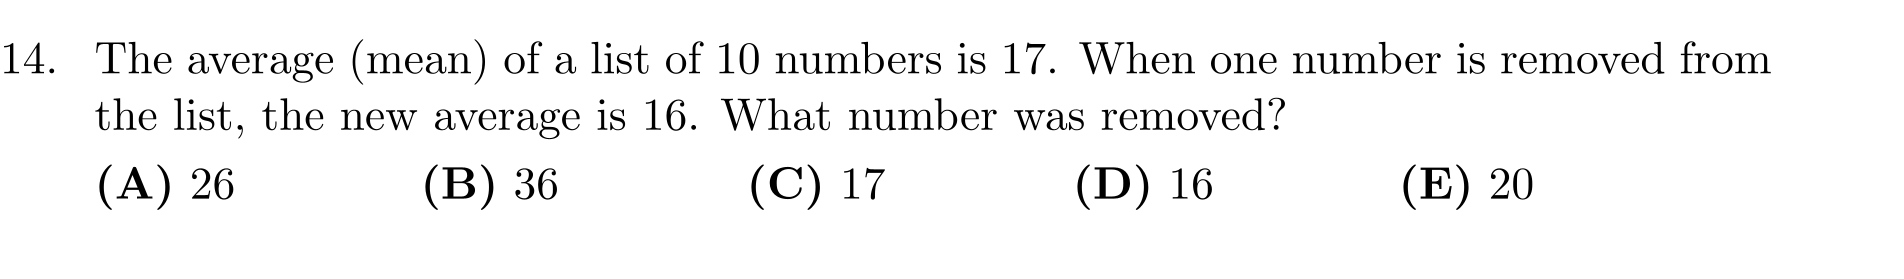 14. The average (mean) of a list of 10 numbers is 17. When one number is removed from
the list, the new average is 16. What number was removed?
(A) 26 (B) 36 (C) 17 (D) 16 (E) 20